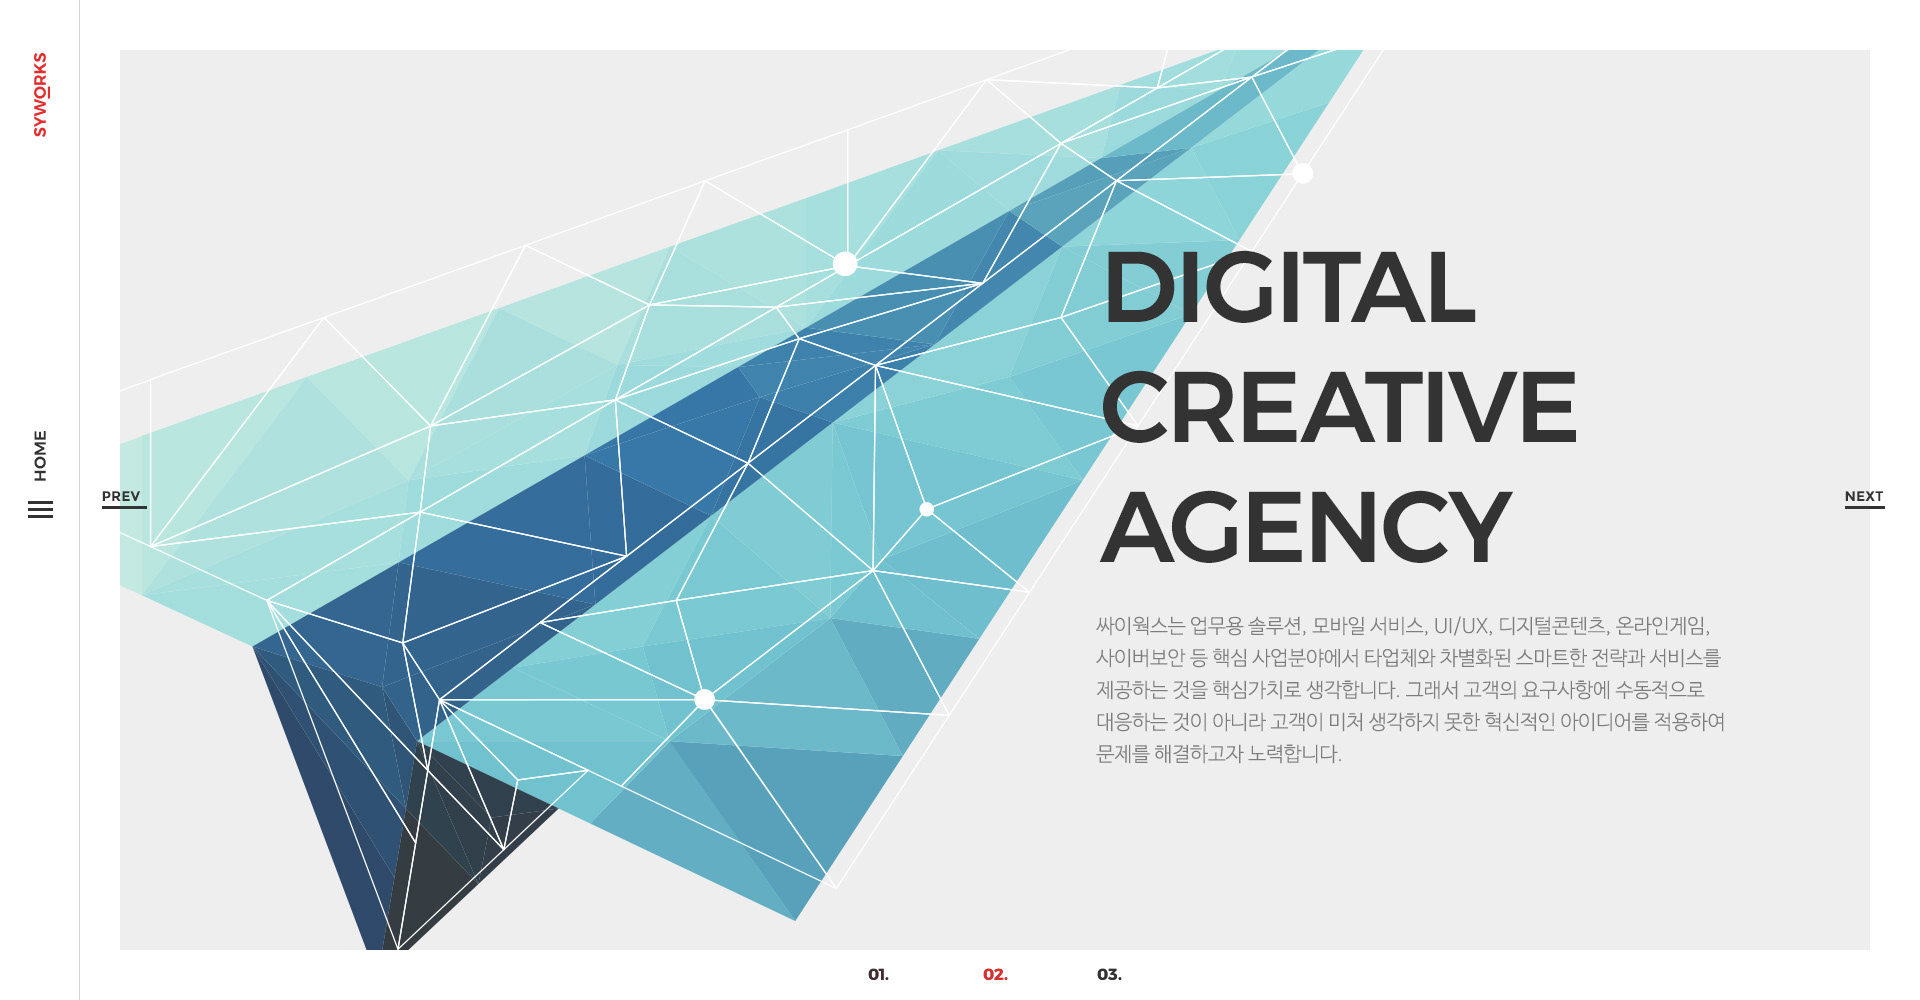 SYWORKS
HOME
PREV
DIGITAL
CREATIVE
AGENCY
싸이웍스는 업무용 솔루션, 모바일 서비스, UI/UX, 디지털콘텐츠, 온라인게임,
사이버보안 등 핵심 사업분야에서 타업체와 차별화된 스마트한 전략과 서비스를
제공하는 것을 핵심가치로 생각합니다. 그래서 고객의 요구사항에 수동적으로
대응하는 것이 아니라 고객이 미처 생각하지 못한 혁신적인 아이디어를 적용하여
문제를 해결하고자 노력합니다.
NEXT
01. 02. 03.